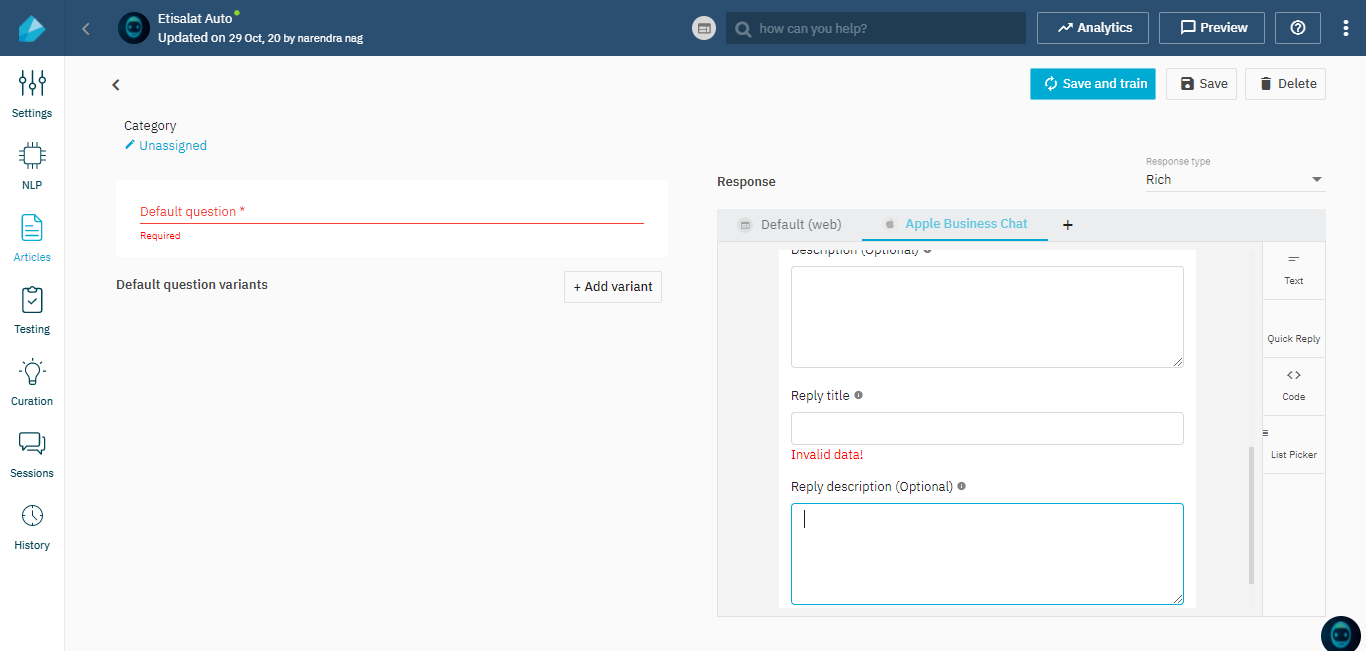 Etisalat Auto
Updated on 29 Oct, 20 by narendra nag
how can you help?
Analytics
Preview
Settings
NLP
Articles
Testing
Curation
Sessions
History
Save and train
Save
Delete
Category
Unassigned
Default question *
Required
Default question variants
+ Add variant
Response
Response type
Rich
Default (web)
Apple Business Chat
+
Description (Optional)
Reply title
Invalid data!
Reply description (Optional)
Text
Quick Reply
Code
List Picker